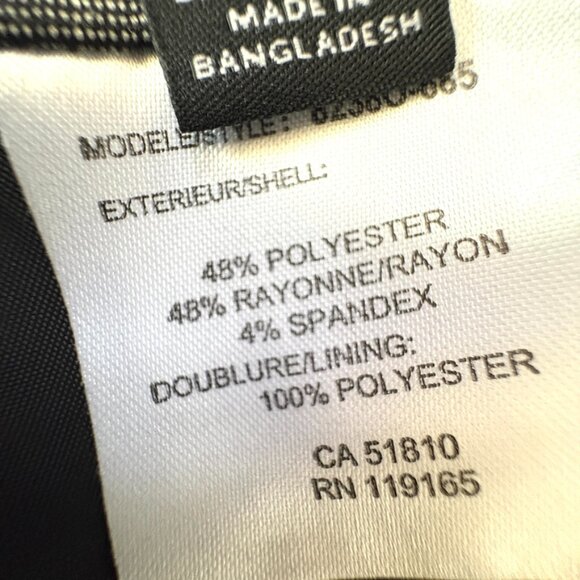 MADE IN
BANGLADESH
MODELE/STYLE:
EXTERIEUR/SHELL:
48% POLYESTER
48% RAYONNE/RAYON
4% SPANDEX
DOUBLURE/LINING:
100% POLYESTER
CA 51810
RN 119165